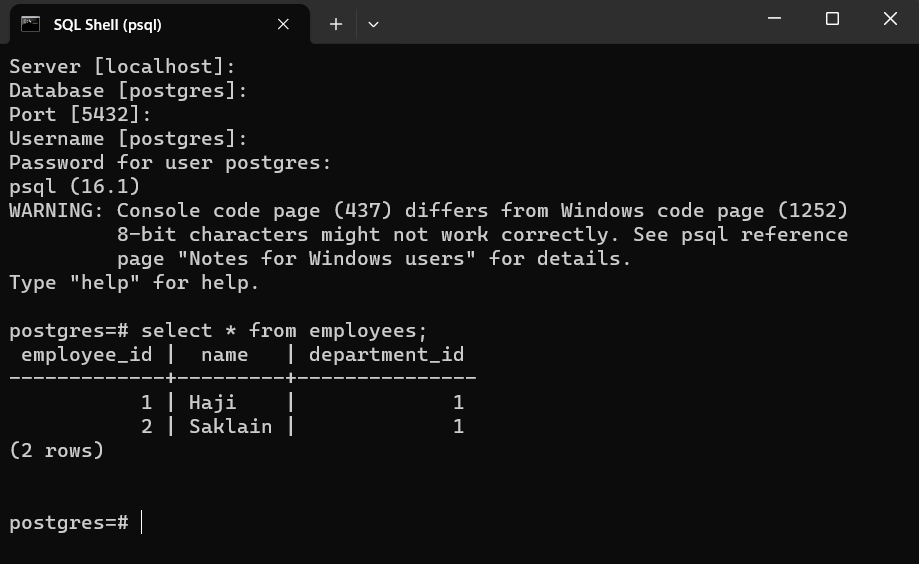 SQL Shell (psql)
Server [localhost]:
Database [postgres]:
Port [5432]:
Username [postgres]:
Password for user postgres:
psql (16.1)
WARNING: Console code page (437) differs from Windows code page (1252)
         8-bit characters might not work correctly. See psql reference
         page "Notes for Windows users" for details.
Type "help" for help.

postgres=# select * from employees;
 employee_id |  name   | department_id
-------------+---------+---------------
           1 | Haji    |             1
           2 | Saklain |             1
(2 rows)


postgres=#